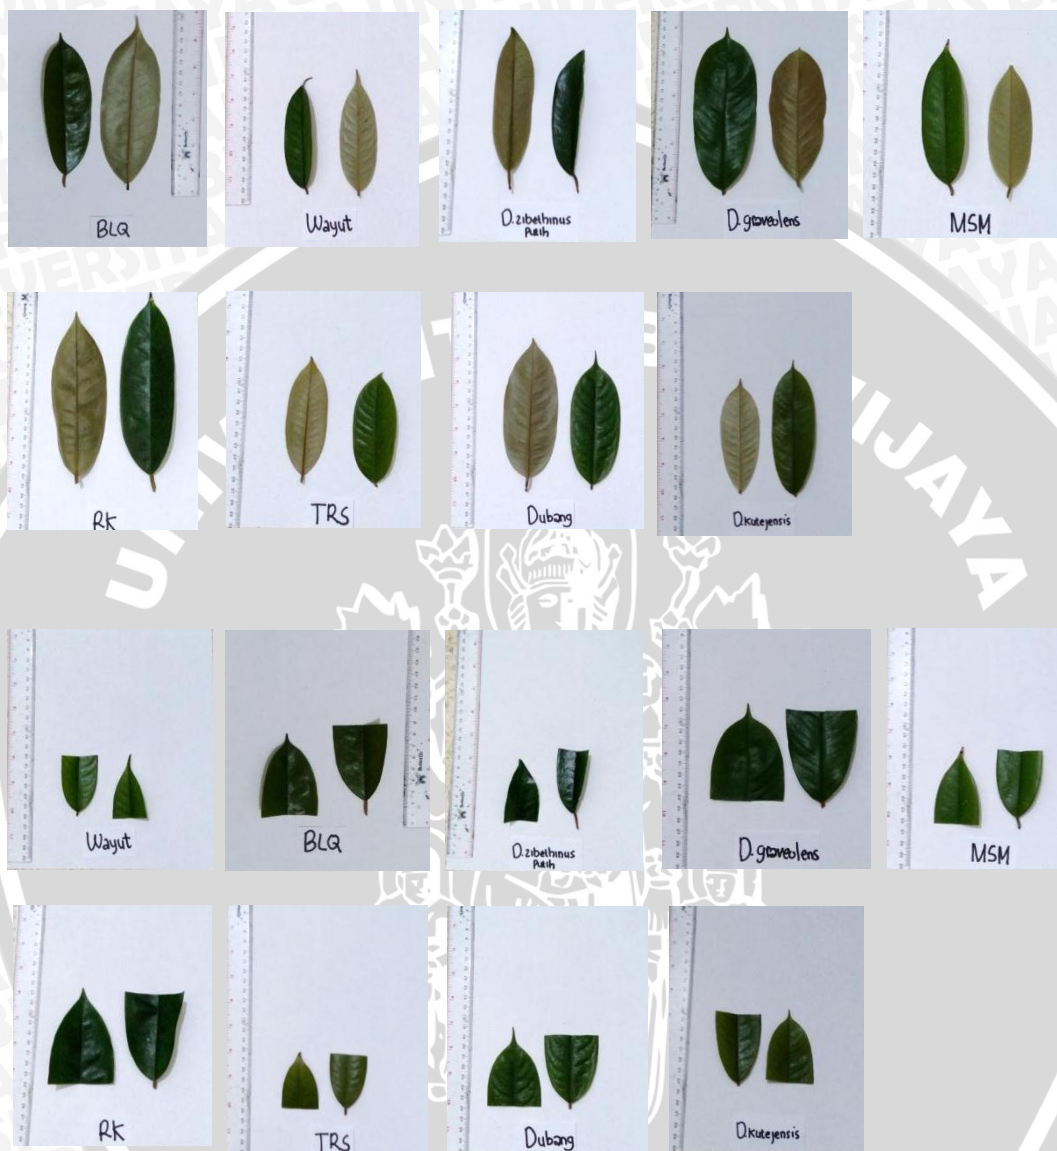 BLQ
Wayut
D.zibethinus
Putih
D.graveolens
MSM
RK
TRS
Dubang
D.kutejensis
Wayut
BLQ
D.zibethinus
Putih
D.graveolens
MSM
RK
TRS
Dubang
D.kutejensis